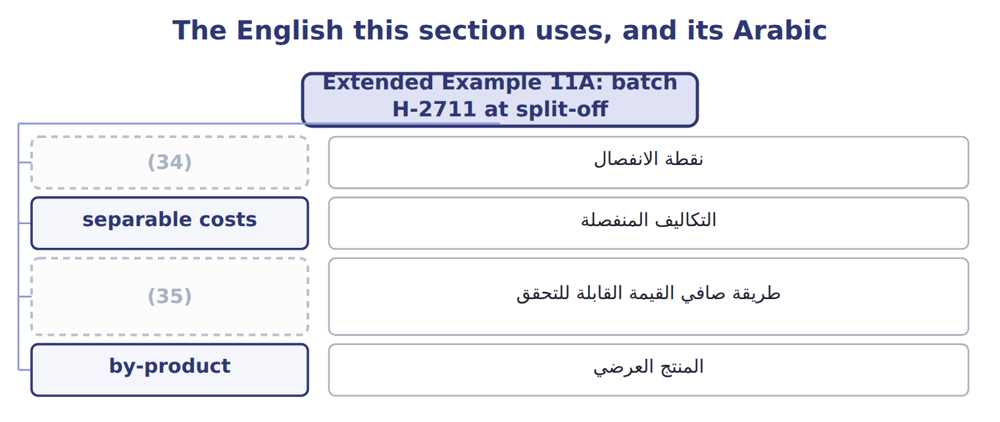 The English this section uses, and its Arabic
Extended Example 11A: batch
H-2711 at split-off
(34)
نقطة الانفصال
separable costs
التكاليف المنفصلة
(35)
طريقة صافي القيمة القابلة للتحقق
by-product
المنتج العرضي